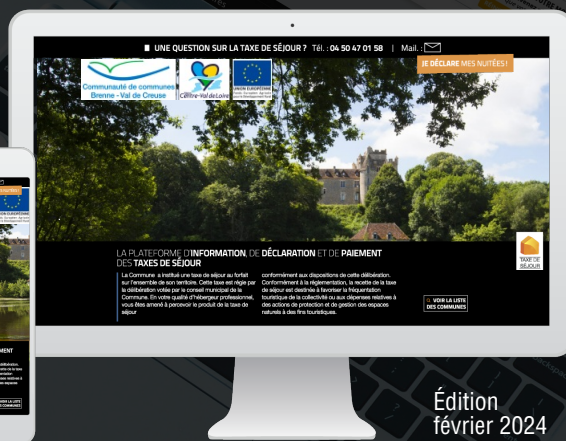 UNE QUESTION SUR LA TAXE DE SÉJOUR ? Tél. : 04 50 47 01 58 | Mail. :
JE DÉCLARE MES NUITÉES !
Communauté de communes
Brenne - Val de Creuse
Centre-Val de Loire
UNION EUROPÉENNE
LA PLATEFORME D'INFORMATION, DE DÉCLARATION ET DE PAIEMENT
DES TAXES DE SÉJOUR
La Commune a institué une taxe de séjour au forfait
sur l'ensemble de son territoire. Cette taxe est régie par
la délibération votée par le conseil municipal de la
Commune. En votre qualité d'hébergeur professionnel,
vous êtes amené à percevoir le produit de la taxe de
séjour
conformément aux dispositions de cette délibération.
Conformément à la réglementation, la recette de la taxe
de séjour est destinée à favoriser la fréquentation
touristique de la collectivité ou aux dépenses relatives à
des actions de protection et de gestion des espaces
naturels à des fins touristiques.
TAXE DE
SÉJOUR
VOIR LA LISTE
DES COMMUNES
Édition
février 2024